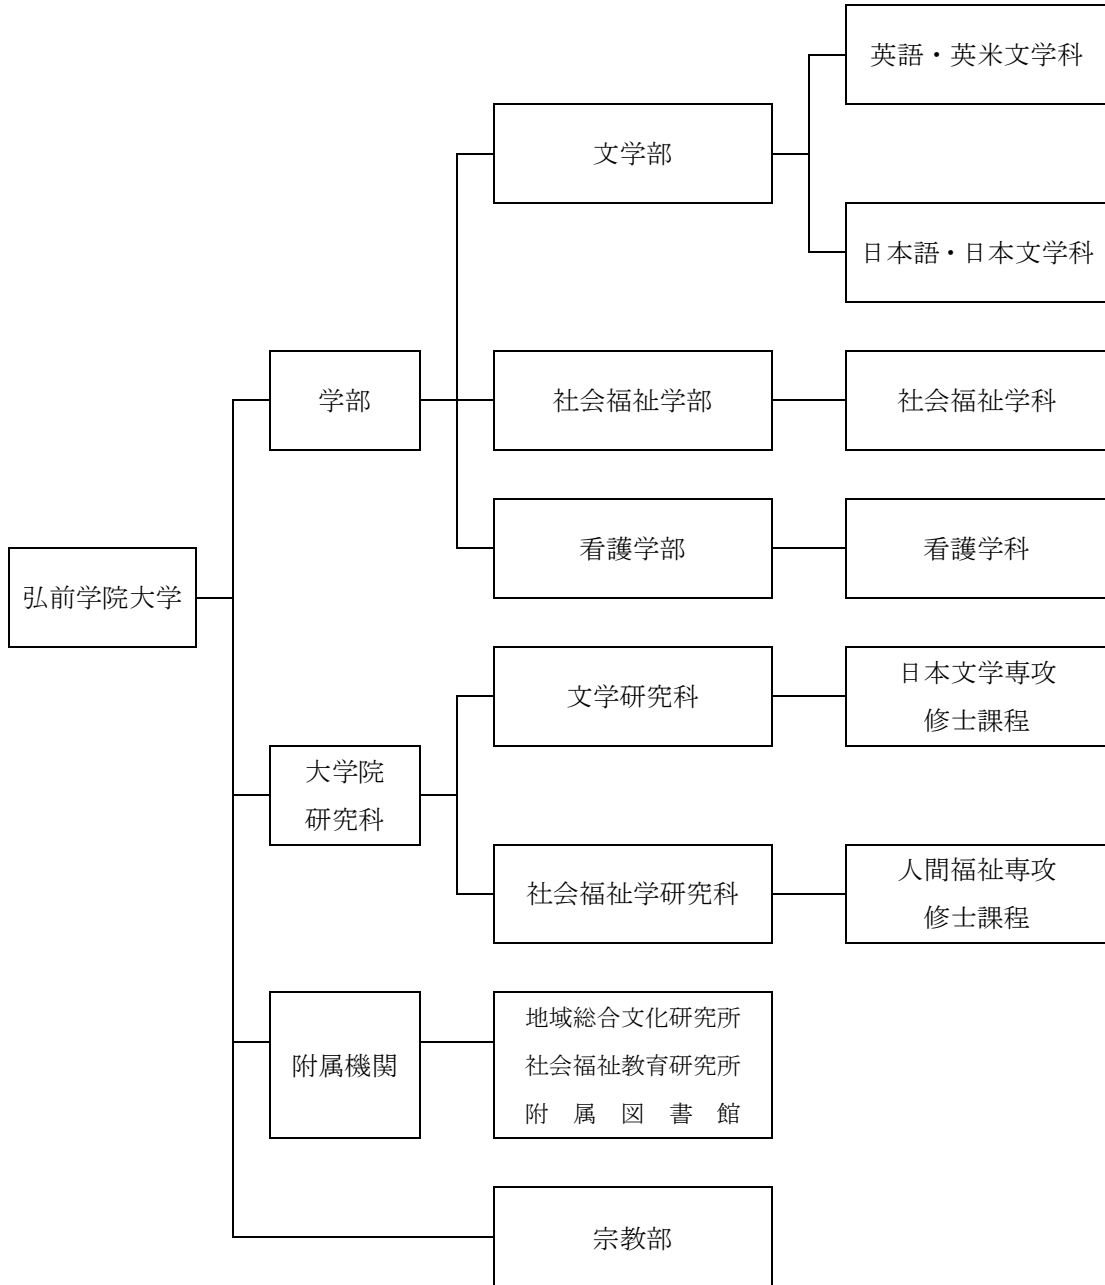 英語・英米文学科
文学部
日本語・日本文学科
学部
社会福祉学部
社会福祉学科
看護学部
看護学科
弘前学院大学
文学研究科
日本文学専攻
修士課程
大学院
研究科
社会福祉学研究科
人間福祉専攻
修士課程
附属機関
地域総合文化研究所
社会福祉教育研究所
附 属 図 書 館
宗教部